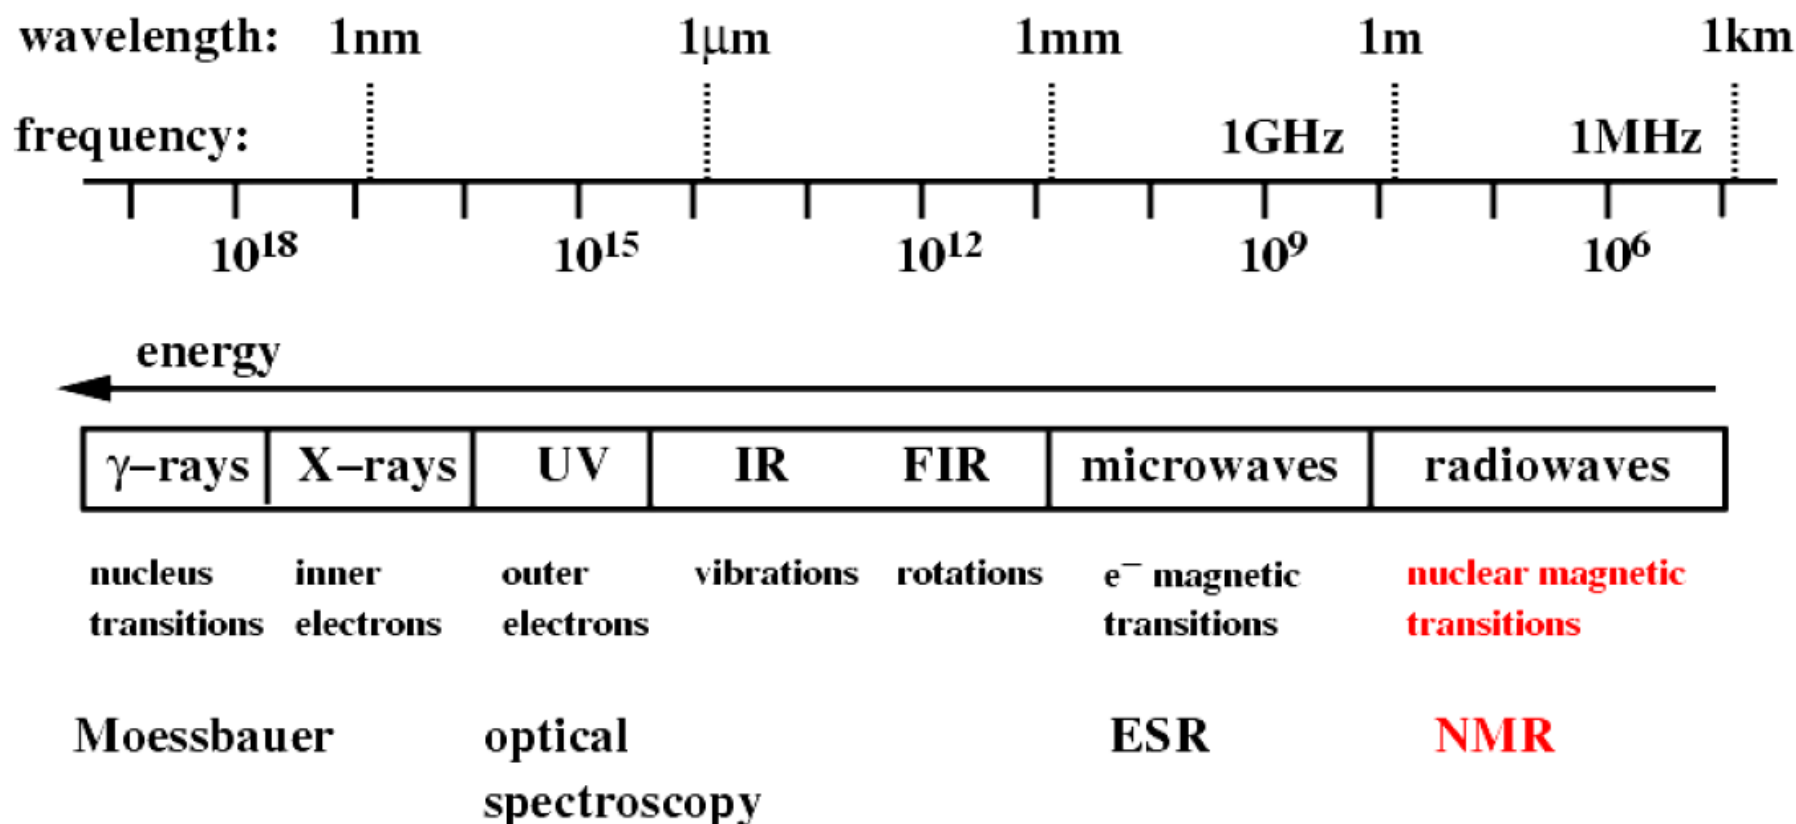 wavelength: 1nm 1μm 1mm 1m 1km
frequency: 1GHz 1MHz
10¹⁸ 10¹⁵ 10¹² 10⁹ 10⁶
energy
γ–rays X–rays UV IR FIR microwaves radiowaves
nucleus inner outer vibrations rotations e⁻ magnetic nuclear magnetic
transitions electrons electrons transitions transitions
Moessbauer optical ESR NMR
spectroscopy